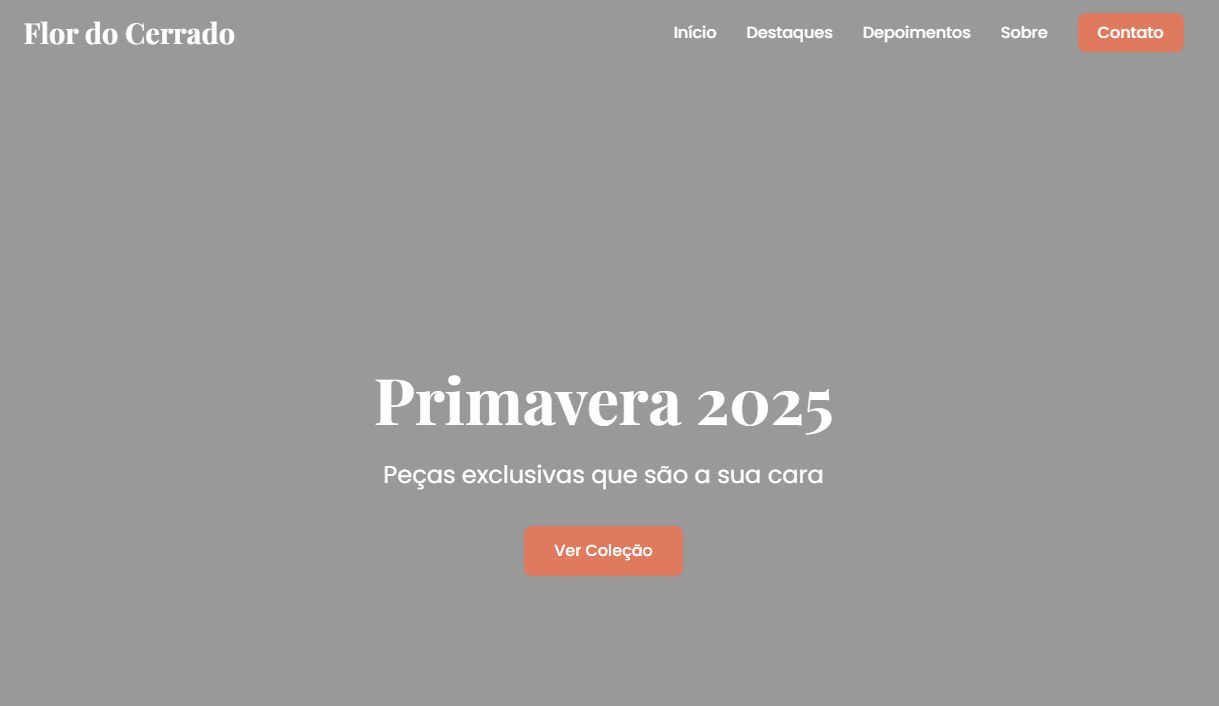 Flor do Cerrado
Início Destaques Depoimentos Sobre Contato
Primavera 2025
Peças exclusivas que são a sua cara
Ver Coleção